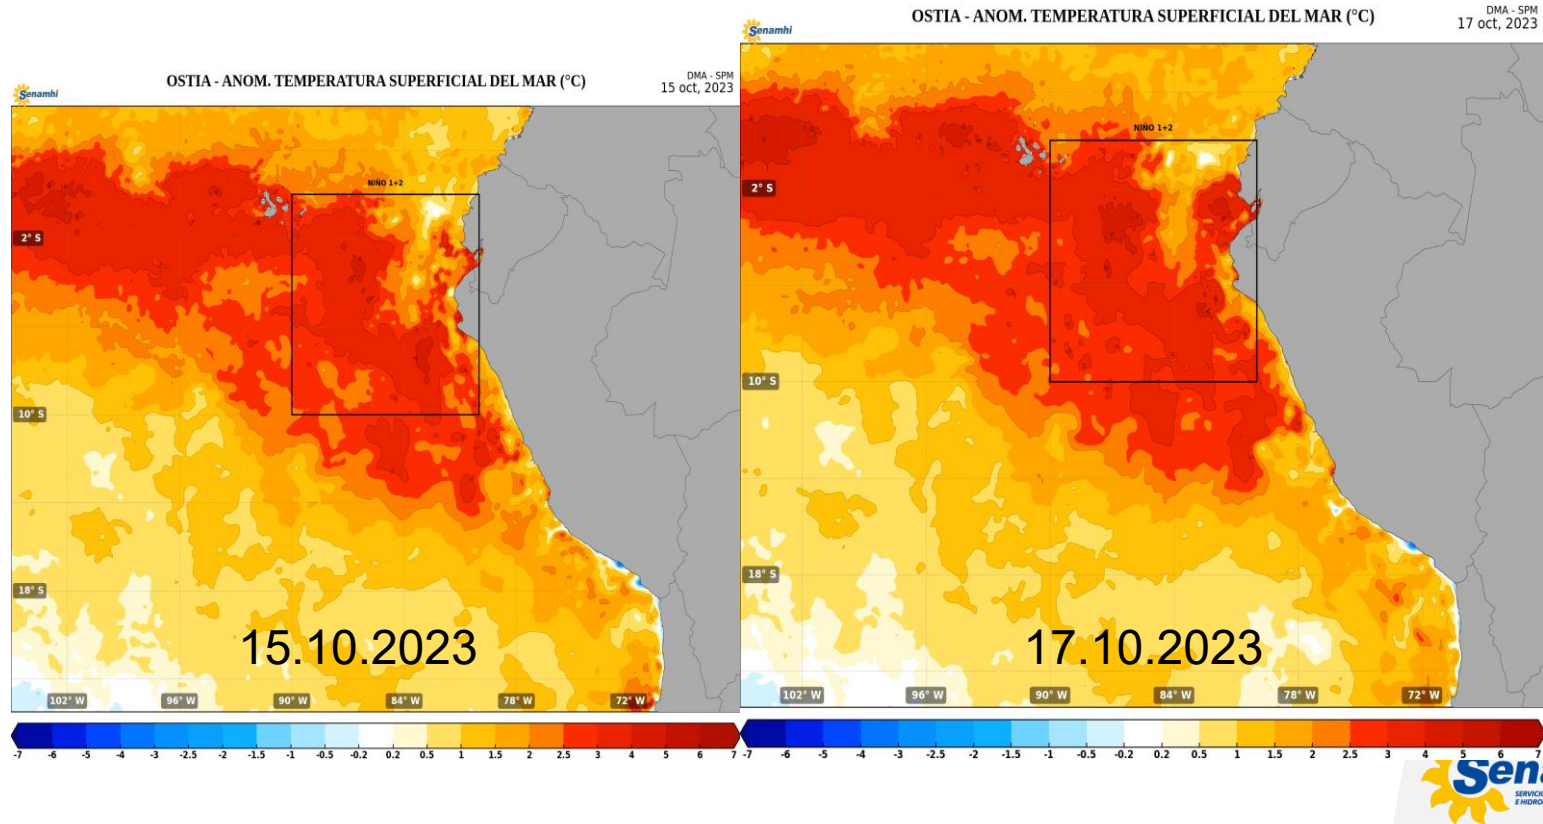 OSTIA - ANOM. TEMPERATURA SUPERFICIAL DEL MAR (°C)
DMA - SPM
15 oct, 2023
Senamhi
NIÑO 1+2
2° S
10° S
18° S
15.10.2023
102° W 96° W 90° W 84° W 78° W 72° W
-7 -6 -5 -4 -3 -2.5 -2 -1.5 -1 -0.5 -0.2 0.2 0.5 1 1.5 2 2.5 3 4 5 6 7
OSTIA - ANOM. TEMPERATURA SUPERFICIAL DEL MAR (°C)
DMA - SPM
17 oct, 2023
Senamhi
NIÑO 1+2
2° S
10° S
18° S
17.10.2023
102° W 96° W 90° W 84° W 78° W 72° W
-7 -6 -5 -4 -3 -2.5 -2 -1.5 -1 -0.5 -0.2 0.2 0.5 1 1.5 2 2.5 3 4 5 6 7
Sena
SERVICIO
E HIDRO